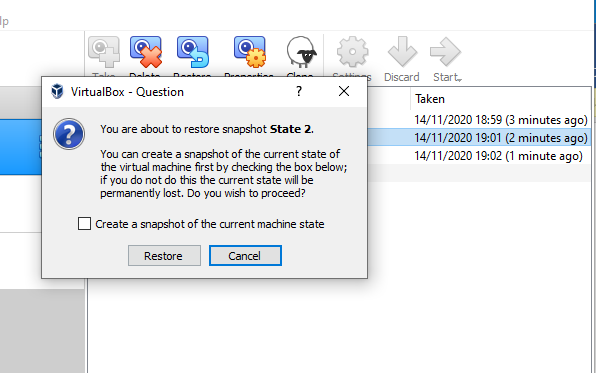 lp
Take Delete Restore Properties Clone Settings Discard Start
VirtualBox - Question
Taken
You are about to restore snapshot State 2.
14/11/2020 18:59 (3 minutes ago)
14/11/2020 19:01 (2 minutes ago)
You can create a snapshot of the current state of
14/11/2020 19:02 (1 minute ago)
the virtual machine first by checking the box below;
if you do not do this the current state will be
permanently lost. Do you wish to proceed?
Create a snapshot of the current machine state
Restore Cancel